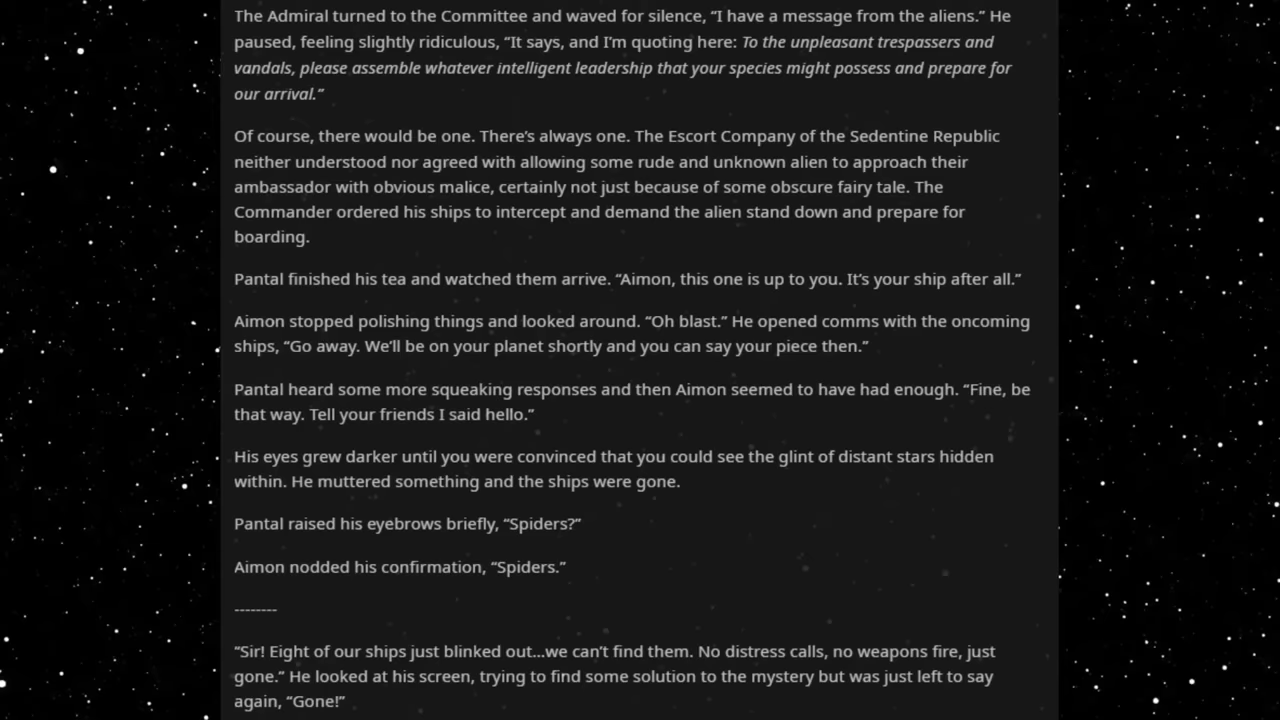 The Admiral turned to the Committee and waved for silence, “I have a message from the aliens.” He
paused, feeling slightly ridiculous, “It says, and I’m quoting here: To the unpleasant trespassers and
vandals, please assemble whatever intelligent leadership that your species might possess and prepare for
our arrival.”
Of course, there would be one. There’s always one. The Escort Company of the Sedentine Republic
neither understood nor agreed with allowing some rude and unknown alien to approach their
ambassador with obvious malice, certainly not just because of some obscure fairy tale. The
Commander ordered his ships to intercept and demand the alien stand down and prepare for
boarding.
Pantal finished his tea and watched them arrive. “Aimon, this one is up to you. It’s your ship after all.”
Aimon stopped polishing things and looked around. “Oh blast.” He opened comms with the oncoming
ships, “Go away. We’ll be on your planet shortly and you can say your piece then.”
Pantal heard some more squeaking responses and then Aimon seemed to have had enough. “Fine, be
that way. Tell your friends I said hello.”
His eyes grew darker until you were convinced that you could see the glint of distant stars hidden
within. He muttered something and the ships were gone.
Pantal raised his eyebrows briefly, “Spiders?”
Aimon nodded his confirmation, “Spiders.”
--------
“Sir! Eight of our ships just blinked out...we can’t find them. No distress calls, no weapons fire, just
gone.” He looked at his screen, trying to find some solution to the mystery but was just left to say
again, “Gone!”